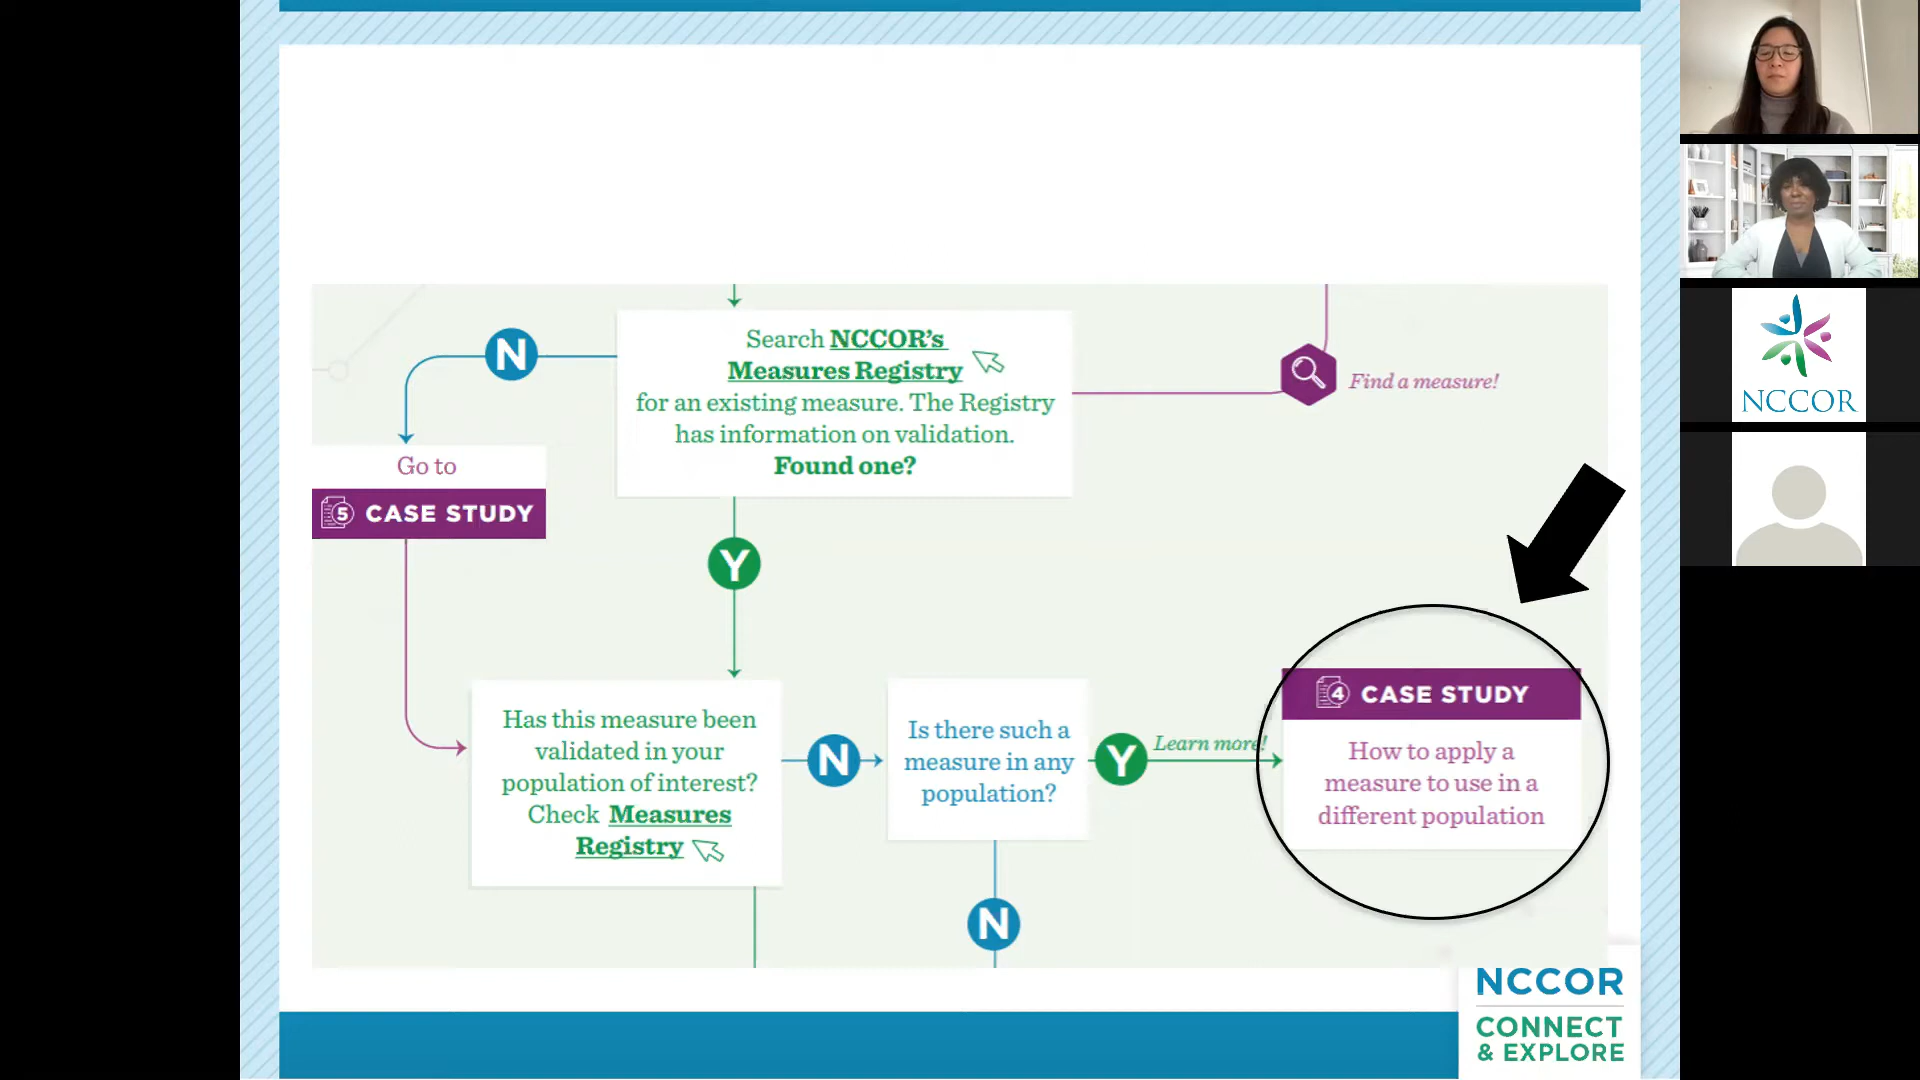 N
Search NCCOR's
Measures Registry
for an existing measure. The Registry
has information on validation.
Found one?
Find a measure!
Go to
5 CASE STUDY
Y
Has this measure been
validated in your
population of interest?
Check Measures
Registry
N
Is there such a
measure in any
population?
Y
Learn more!
4 CASE STUDY
How to apply a
measure to use in a
different population
N
NCCOR
CONNECT
& EXPLORE
NCCOR